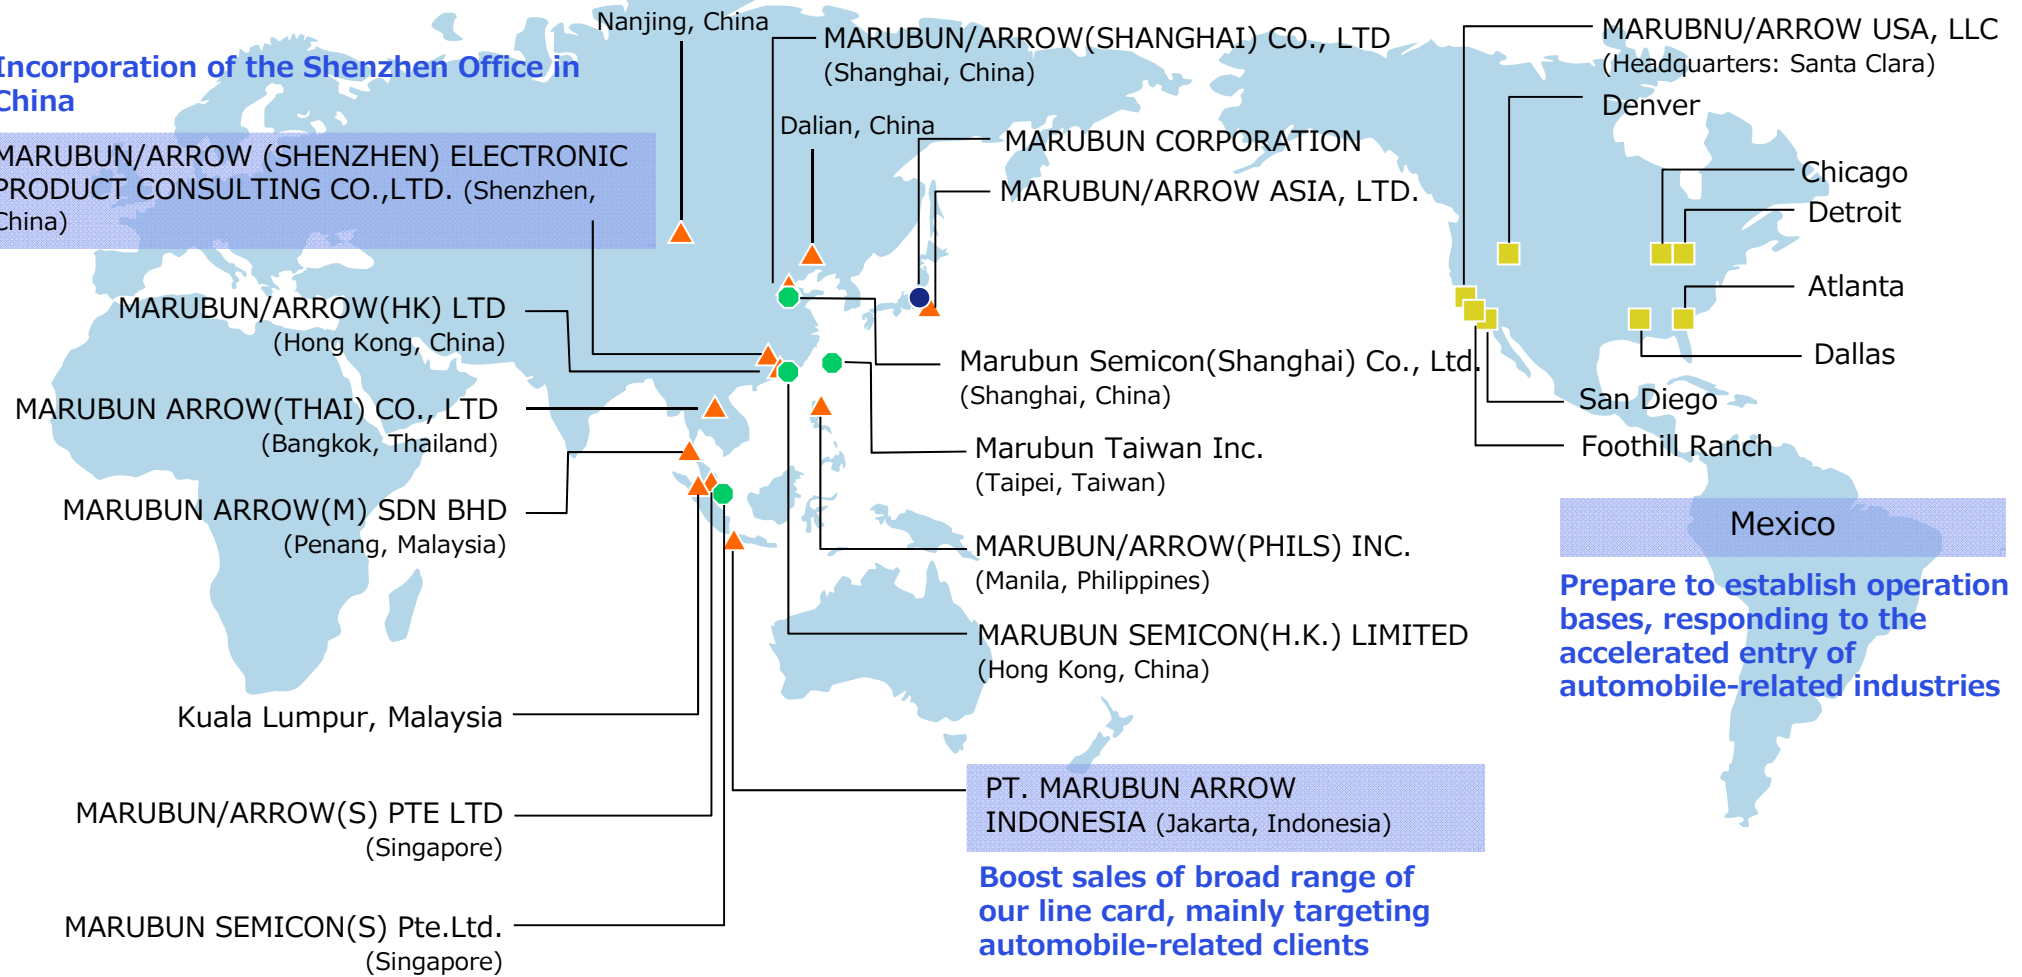 Nanjing, China
MARUBUN/ARROW(SHANGHAI) CO., LTD
(Shanghai, China)
MARUBNU/ARROW USA, LLC
(Headquarters: Santa Clara)
Incorporation of the Shenzhen Office in
China
Denver
Dalian, China
MARUBUN CORPORATION
MARUBUN/ARROW (SHENZHEN) ELECTRONIC
PRODUCT CONSULTING CO.,LTD. (Shenzhen,
China)
MARUBUN/ARROW ASIA, LTD.
Chicago
Detroit
Atlanta
Dallas
MARUBUN/ARROW(HK) LTD
(Hong Kong, China)
Marubun Semicon(Shanghai) Co., Ltd.
(Shanghai, China)
San Diego
Foothill Ranch
MARUBUN ARROW(THAI) CO., LTD
(Bangkok, Thailand)
Marubun Taiwan Inc.
(Taipei, Taiwan)
MARUBUN ARROW(M) SDN BHD
(Penang, Malaysia)
MARUBUN/ARROW(PHILS) INC.
(Manila, Philippines)
Mexico
Prepare to establish operation
bases, responding to the
accelerated entry of
automobile-related industries
MARUBUN SEMICON(H.K.) LIMITED
(Hong Kong, China)
Kuala Lumpur, Malaysia
MARUBUN/ARROW(S) PTE LTD
(Singapore)
PT. MARUBUN ARROW
INDONESIA (Jakarta, Indonesia)
Boost sales of broad range of
our line card, mainly targeting
automobile-related clients
MARUBUN SEMICON(S) Pte.Ltd.
(Singapore)